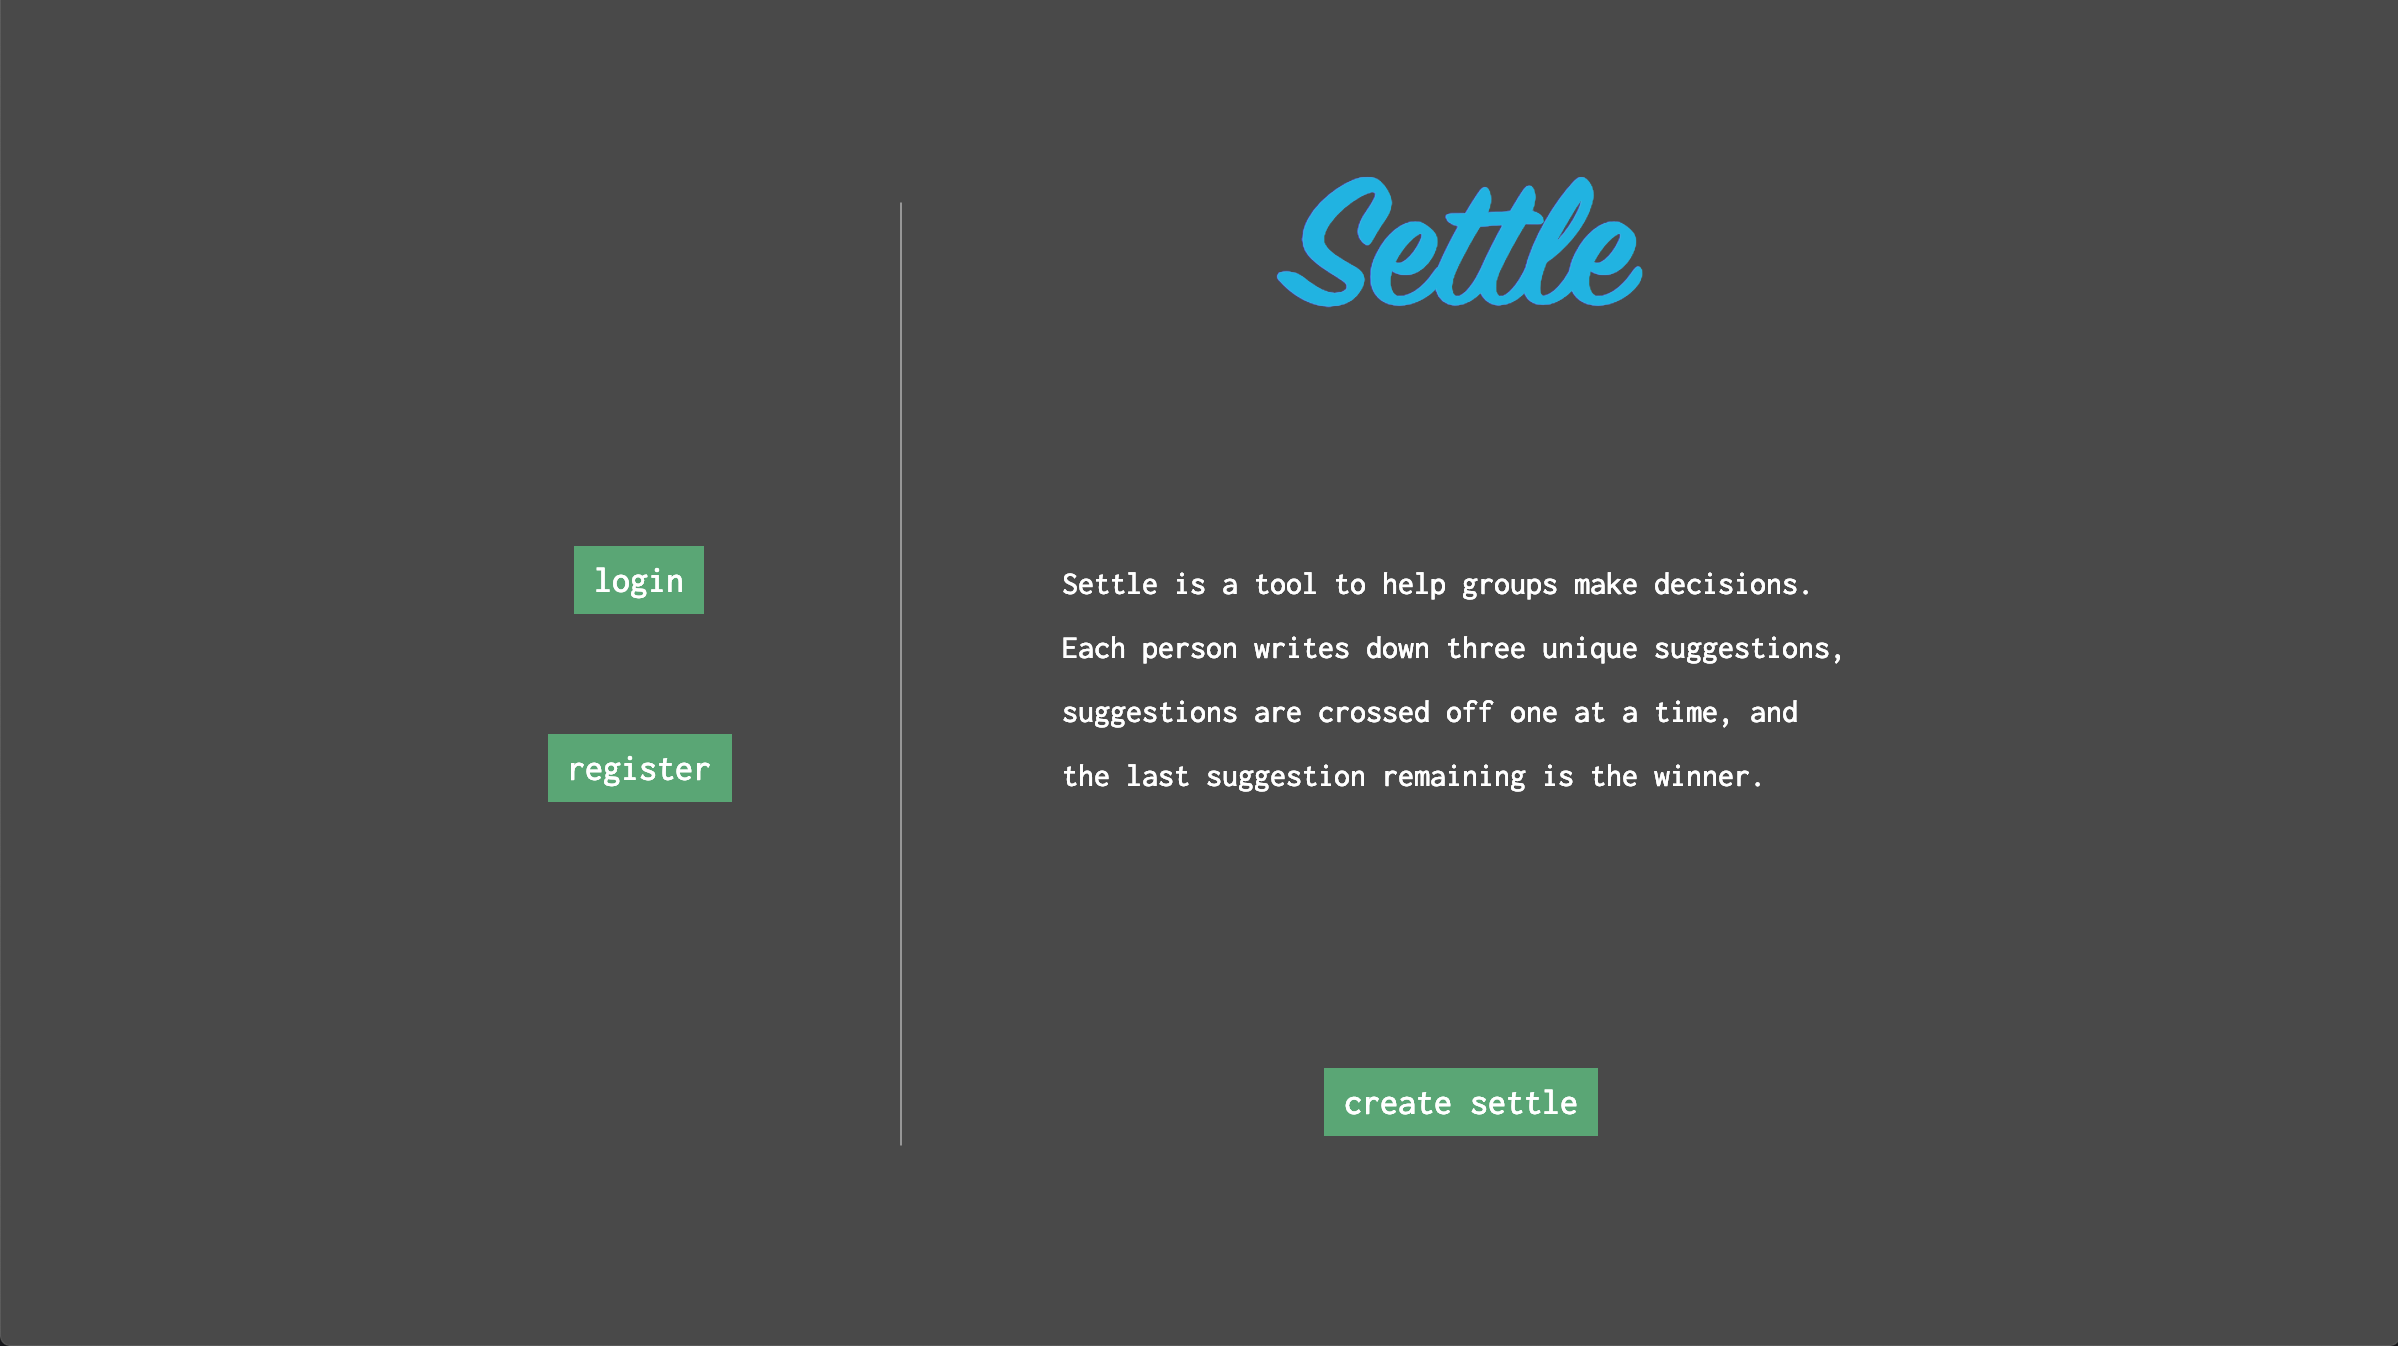 login
register
Settle
Settle is a tool to help groups make decisions.
Each person writes down three unique suggestions,
suggestions are crossed off one at a time, and
the last suggestion remaining is the winner.
create settle